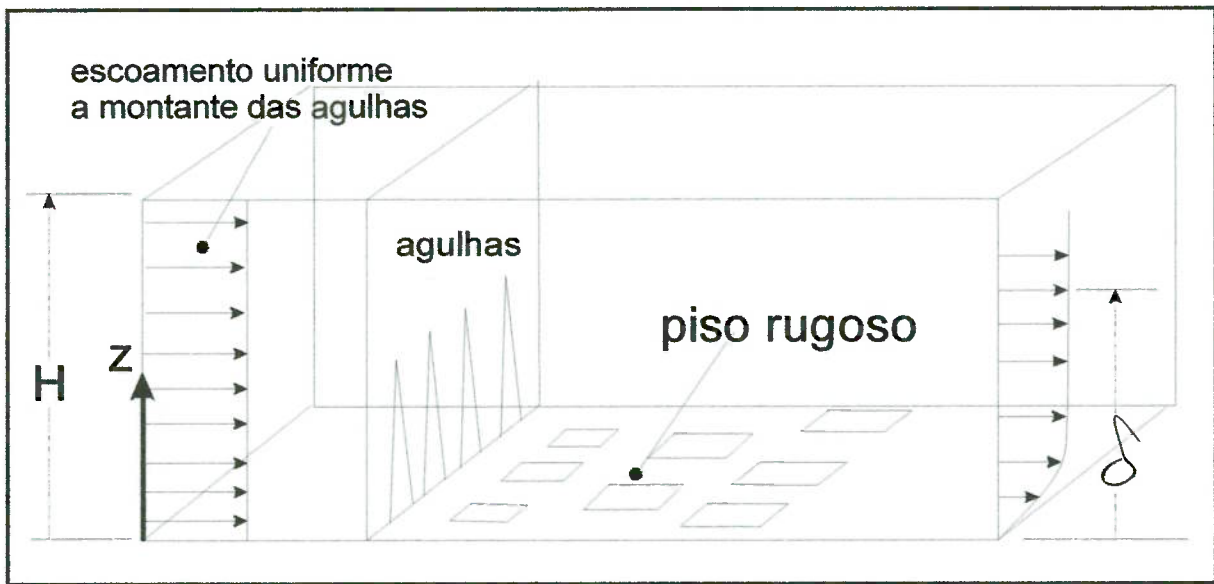 escoamento uniforme
a montante das agulhas
agulhas
piso rugoso
H
z
δ